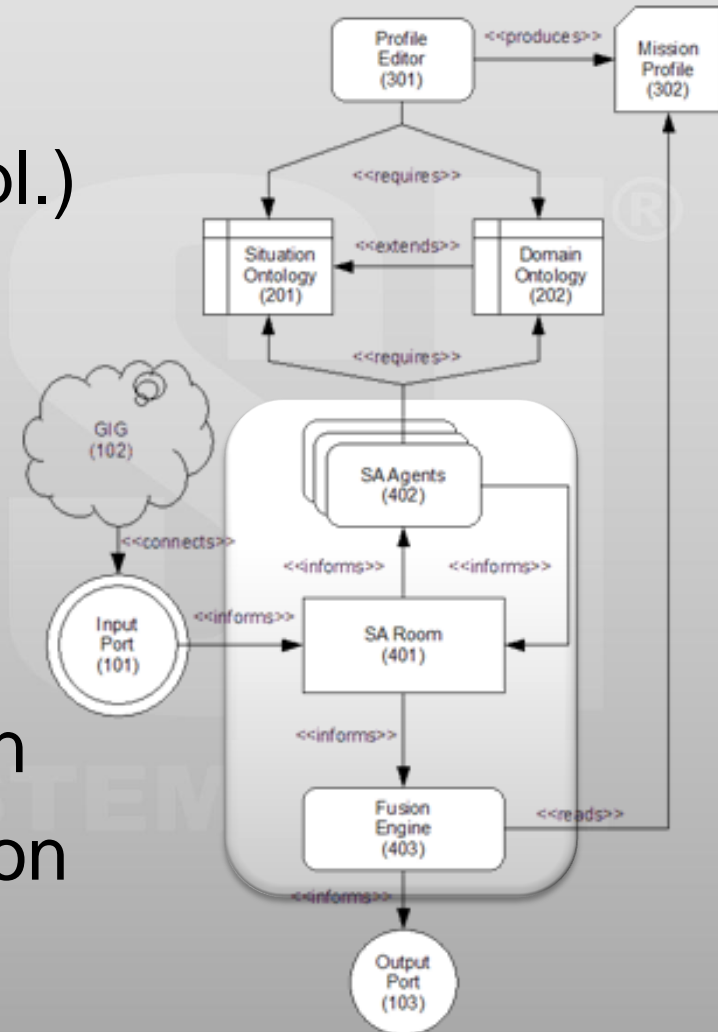 Profile
Editor
(301)
<<produces>>
Mission
Profile
(302)
ol.)
<<requires>>
®
Situation
Ontology
(201)
<<extends>>
Domain
Ontology
(202)
<<requires>>
GIG
(102)
SA Agents
(402)
<<connects>>
<<informs>>
<<informs>>
Input
Port
(101)
<<informs>>
SA Room
(401)
n
<<informs>>
STEM
Fusion
Engine
(403)
<<reads>>
on
<<informs>>
Output
Port
(103)